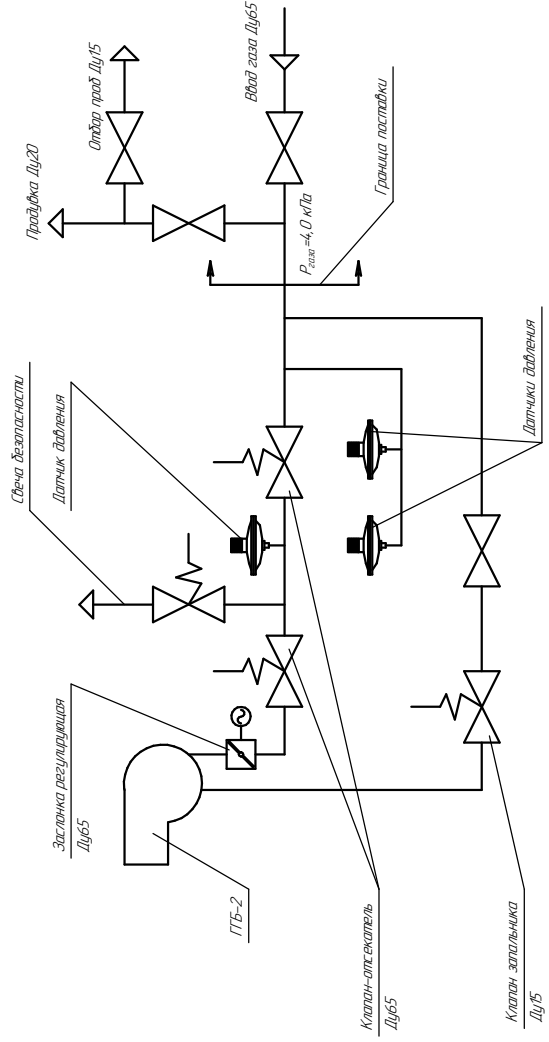 Продувка Ду20
Отбор проб Ду15
Ввод газа Ду65
Pгаза=4,0 кПа
Граница поставки
Свеча безопасности
Датчик давления
Датчики давления
Заслонка регулирующая
Ду65
ГГБ-2
Клапан-отсекатель
Ду65
Клапан запальника
Ду15